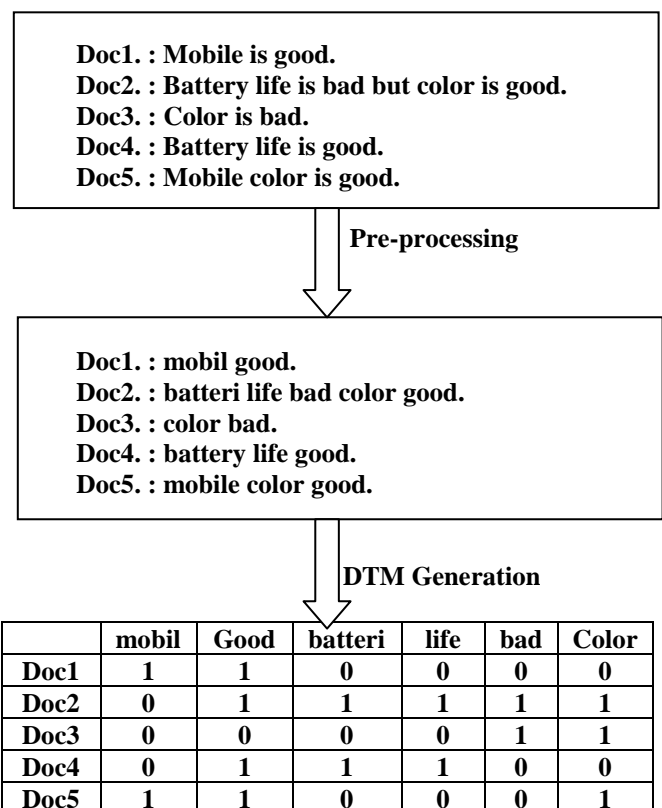 Doc1. : Mobile is good.
Doc2. : Battery life is bad but color is good.
Doc3. : Color is bad.
Doc4. : Battery life is good.
Doc5. : Mobile color is good.
Pre-processing
Doc1. : mobil good.
Doc2. : batteri life bad color good.
Doc3. : color bad.
Doc4. : battery life good.
Doc5. : mobile color good.
DTM Generation
mobil Good batteri life bad Color
Doc1 1 1 0 0 0 0
Doc2 0 1 1 1 1 1
Doc3 0 0 0 0 1 1
Doc4 0 1 1 1 0 0
Doc5 1 1 0 0 0 1